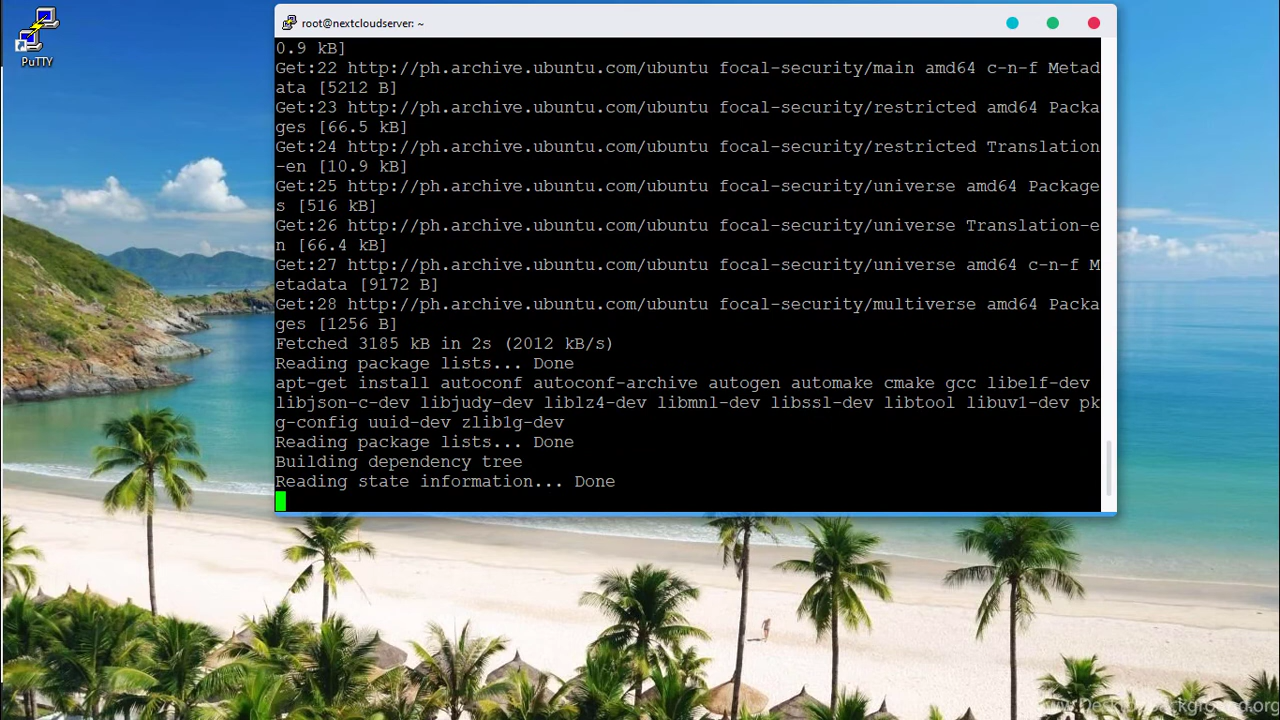 PuTTY
root@nextcloudserver: ~
0.9 kB]
Get:22 http://ph.archive.ubuntu.com/ubuntu focal-security/main amd64 c-n-f Metad
ata [5212 B]
Get:23 http://ph.archive.ubuntu.com/ubuntu focal-security/restricted amd64 Packa
ges [66.5 kB]
Get:24 http://ph.archive.ubuntu.com/ubuntu focal-security/restricted Translation
-en [10.9 kB]
Get:25 http://ph.archive.ubuntu.com/ubuntu focal-security/universe amd64 Package
s [516 kB]
Get:26 http://ph.archive.ubuntu.com/ubuntu focal-security/universe Translation-e
n [66.4 kB]
Get:27 http://ph.archive.ubuntu.com/ubuntu focal-security/universe amd64 c-n-f M
etadata [9172 B]
Get:28 http://ph.archive.ubuntu.com/ubuntu focal-security/multiverse amd64 Packa
ges [1256 B]
Fetched 3185 kB in 2s (2012 kB/s)
Reading package lists... Done
apt-get install autoconf autoconf-archive autogen automake cmake gcc libelf-dev
libjson-c-dev libjudy-dev liblz4-dev libmnl-dev libssl-dev libtool libuv1-dev pk
g-config uuid-dev zlib1g-dev
Reading package lists... Done
Building dependency tree
Reading state information... Done